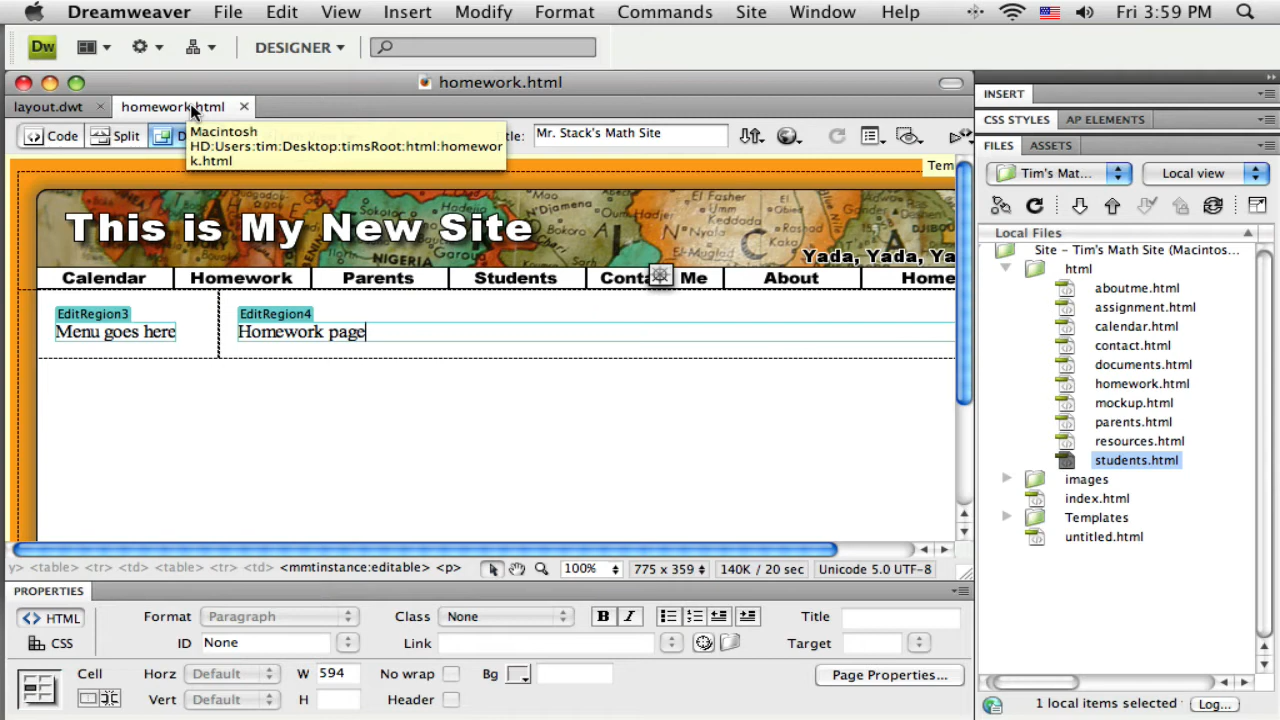 Dreamweaver File Edit View Insert Modify Format Commands Site Window Help Fri 3:59 PM
Dw DESIGNER
homework.html
layout.dwt × homework.html ×
Code Split D tle: Mr. Stack's Math Site
Macintosh
HD:Users:tim:Desktop:timsRoot:html:homewor
k.html
Tem
This is My New Site
Yada, Yada, Ya
Calendar Homework Parents Students Conta Me About Home
EditRegion3 EditRegion4
Menu goes here Homework page
y> <table> <tr> <td> <table> <tr> <td> <mmtinstance:editable> <p> 100% 775 x 359 140K / 20 sec Unicode 5.0 UTF-8
PROPERTIES
<> HTML Format Paragraph Class None B I Title
CSS ID None Link Target
Cell Horz Default W 594 No wrap Bg Page Properties...
Vert Default H Header
INSERT
CSS STYLES AP ELEMENTS
FILES ASSETS
Tim's Mat... Local view
Local Files
Site – Tim's Math Site (Macintos...
html
aboutme.html
assignment.html
calendar.html
contact.html
documents.html
homework.html
mockup.html
parents.html
resources.html
students.html
images
index.html
Templates
untitled.html
1 local items selected Log...